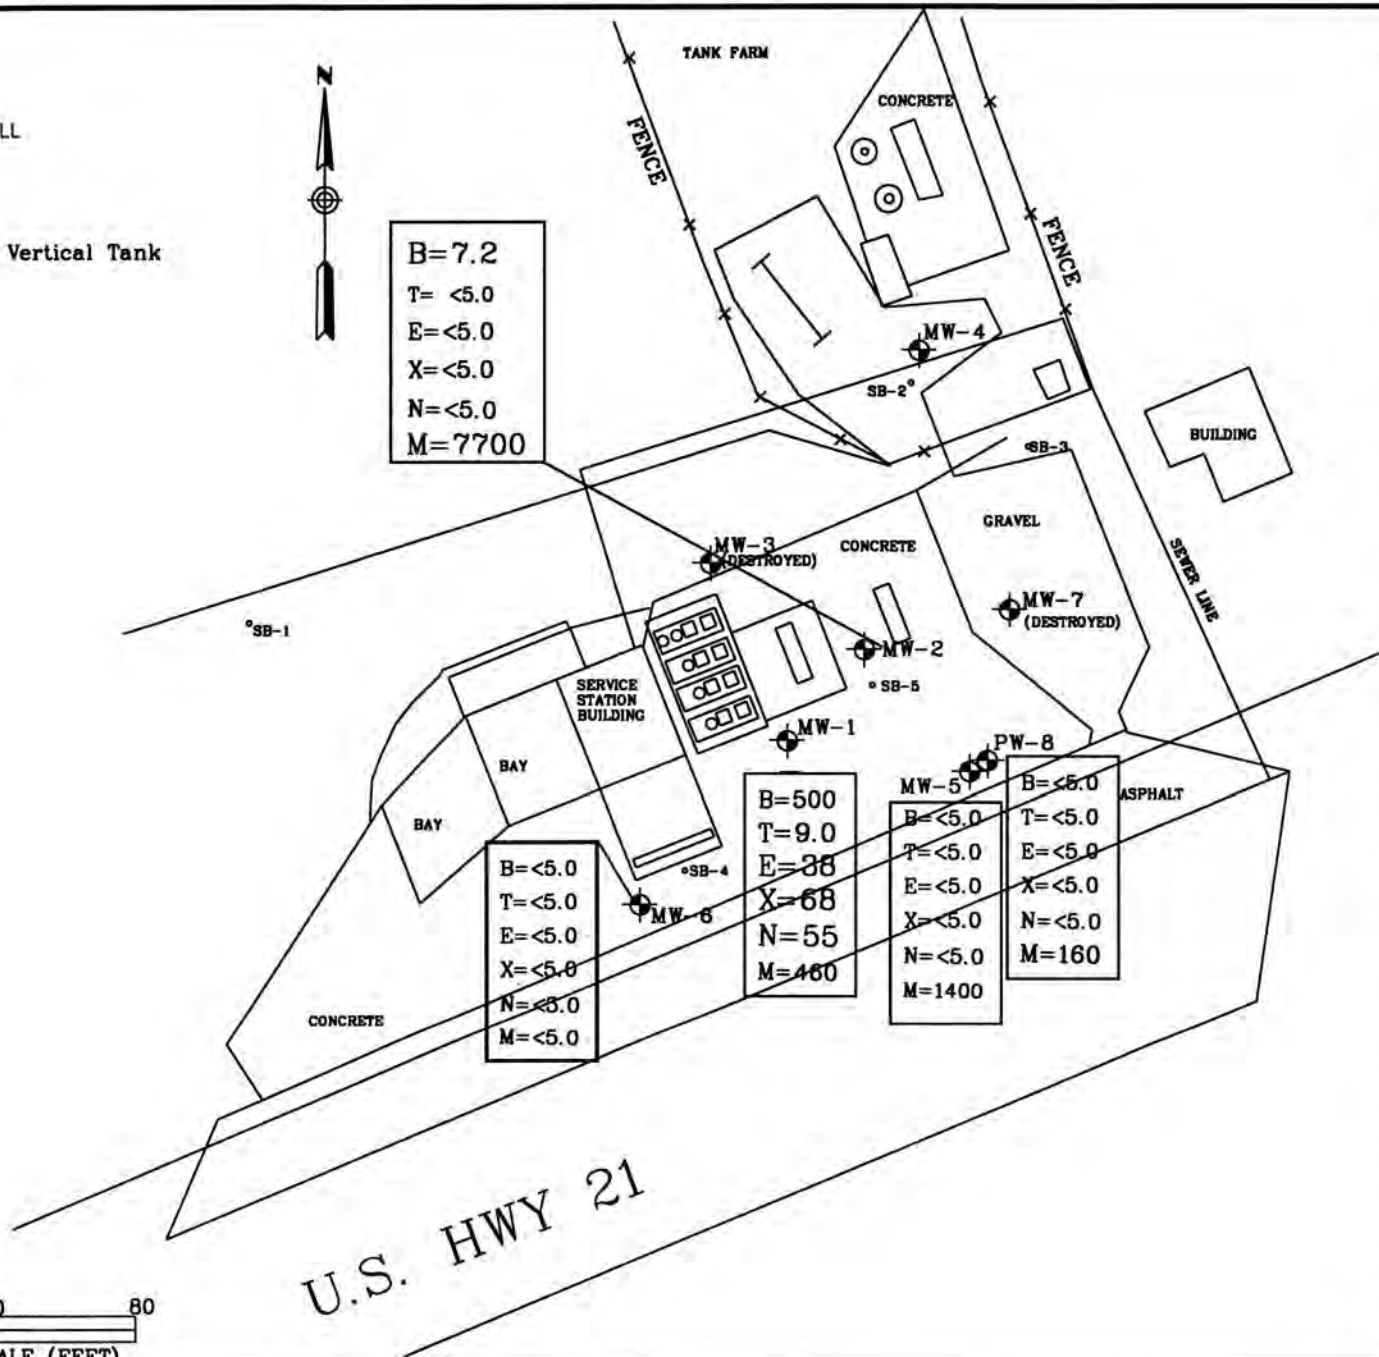 TANK FARM
N
CONCRETE
LL
FENCE
Vertical Tank
FENCE
B=7.2
T= <5.0
E=<5.0
X=<5.0
N=<5.0
M=7700
MW-4
SB-2
SB-3
BUILDING
GRAVEL
MW-3
(DESTROYED)
CONCRETE
SEWER LINE
MW-7
(DESTROYED)
SB-1
MW-2
SB-5
SERVICE
STATION
BUILDING
MW-1
BAY
PW-8
MW-5
ASPHALT
BAY
B=500
T=9.0
E=38
X=68
N=55
M=460
B=<5.0
T=<5.0
E=<5.0
X=<5.0
N=<5.0
M=1400
B=<5.0
T=<5.0
E=<5.0
X=<5.0
N=<5.0
M=160
SB-4
B=<5.0
T=<5.0
E=<5.0
X=<5.0
N=<5.0
M=<5.0
MW-6
CONCRETE
U.S. HWY 21
0 80
ALE (FEET)